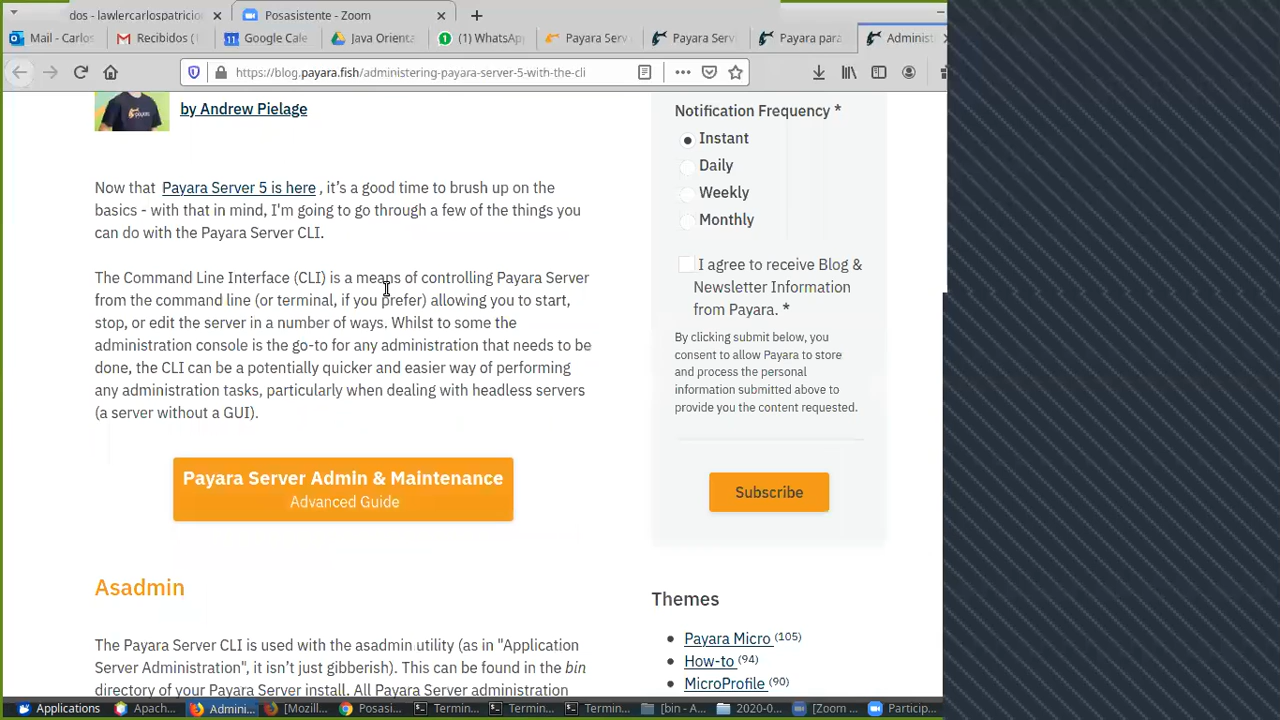 dos - lawlercarlospatricio
Posasistente - Zoom
Mail - Carlos
Recibidos (
Google Cale
Java Orient
(1) WhatsAp
Payara Serv
Payara Serv
Payara para
Administ
https://blog.payara.fish/administering-payara-server-5-with-the-cli
by Andrew Pielage
Now that Payara Server 5 is here , it's a good time to brush up on the
basics - with that in mind, I'm going to go through a few of the things you
can do with the Payara Server CLI.
The Command Line Interface (CLI) is a means of controlling Payara Server
from the command line (or terminal, if you prefer) allowing you to start,
stop, or edit the server in a number of ways. Whilst to some the
administration console is the go-to for any administration that needs to be
done, the CLI can be a potentially quicker and easier way of performing
any administration tasks, particularly when dealing with headless servers
(a server without a GUI).
Payara Server Admin & Maintenance
Advanced Guide
Asadmin
The Payara Server CLI is used with the asadmin utility (as in "Application
Server Administration", it isn't just gibberish). This can be found in the bin
directory of your Payara Server install. All Payara Server administration
Notification Frequency *
Instant
Daily
Weekly
Monthly
I agree to receive Blog &
Newsletter Information
from Payara. *
By clicking submit below, you
consent to allow Payara to store
and process the personal
information submitted above to
provide you the content requested.
Subscribe
Themes
Payara Micro (105)
How-to (94)
MicroProfile (90)
Applications
Apach...
Admini...
[Mozill...
Posasi...
Termin...
Termin...
Termin...
[bin - A...
2020-0...
[Zoom ...
Particip...